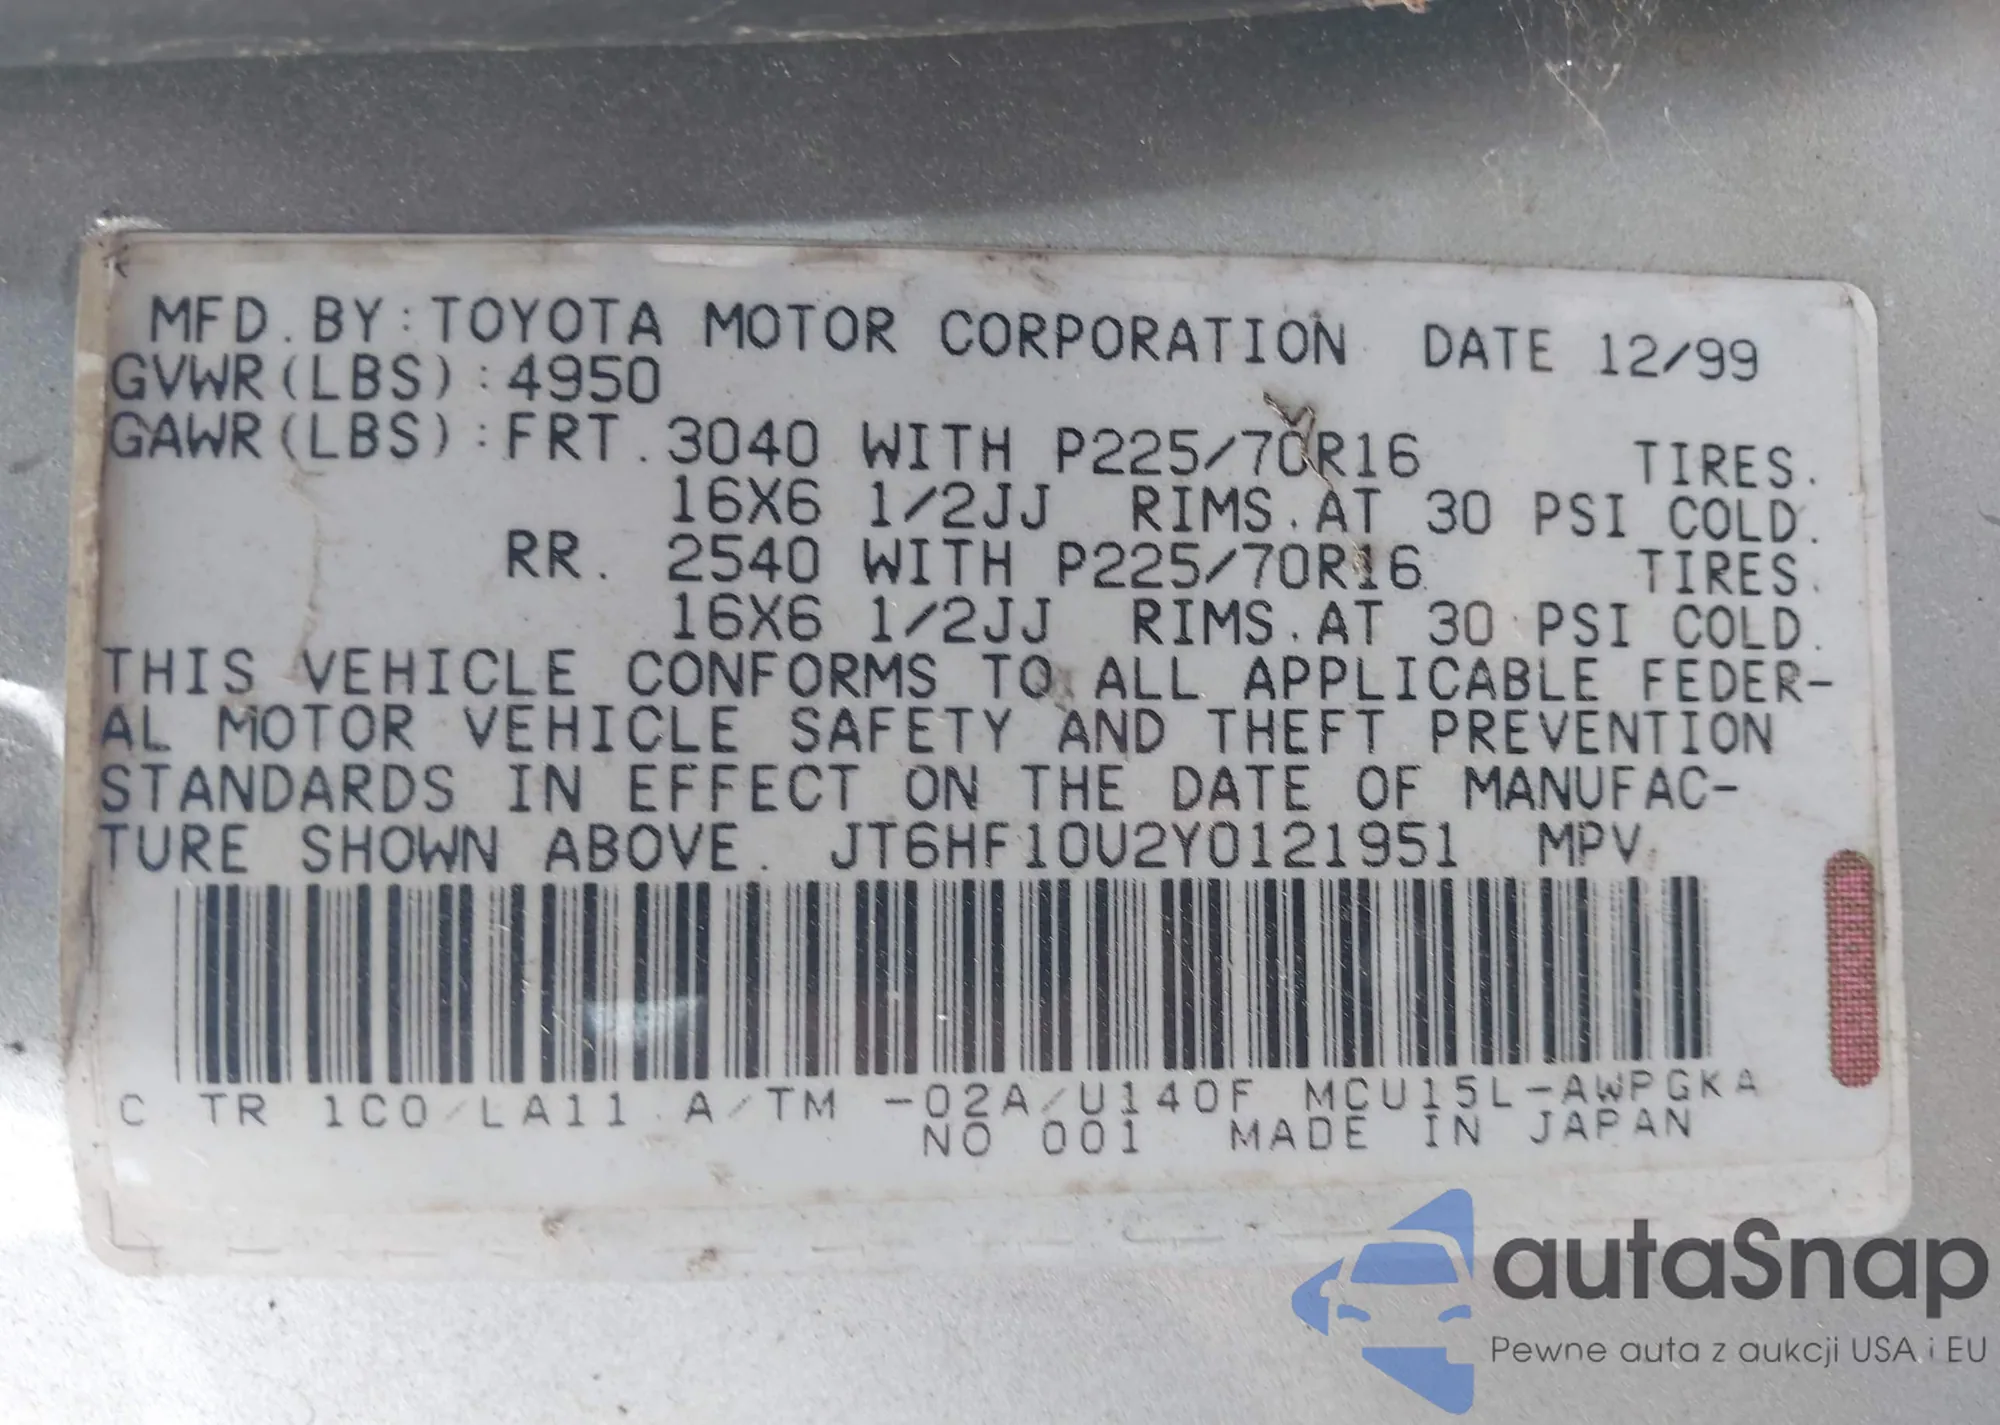 MFD.BY:TOYOTA MOTOR CORPORATION DATE 12/99
GVWR(LBS):4950
GAWR(LBS):FRT.3040 WITH P225/70R16 TIRES.
16X6 1/2JJ RIMS.AT 30 PSI COLD.
RR. 2540 WITH P225/70R16 TIRES.
16X6 1/2JJ RIMS.AT 30 PSI COLD.
THIS VEHICLE CONFORMS TO ALL APPLICABLE FEDER-
AL MOTOR VEHICLE SAFETY AND THEFT PREVENTION
STANDARDS IN EFFECT ON THE DATE OF MANUFAC-
TURE SHOWN ABOVE. JT6HF10U2Y0121951 MPV
C TR 1C0/LA11 A/TM -02A/U140F MCU15L-AWPGKA
NO 001 MADE IN JAPAN
autaSnap
Pewne auta z aukcji USA i EU